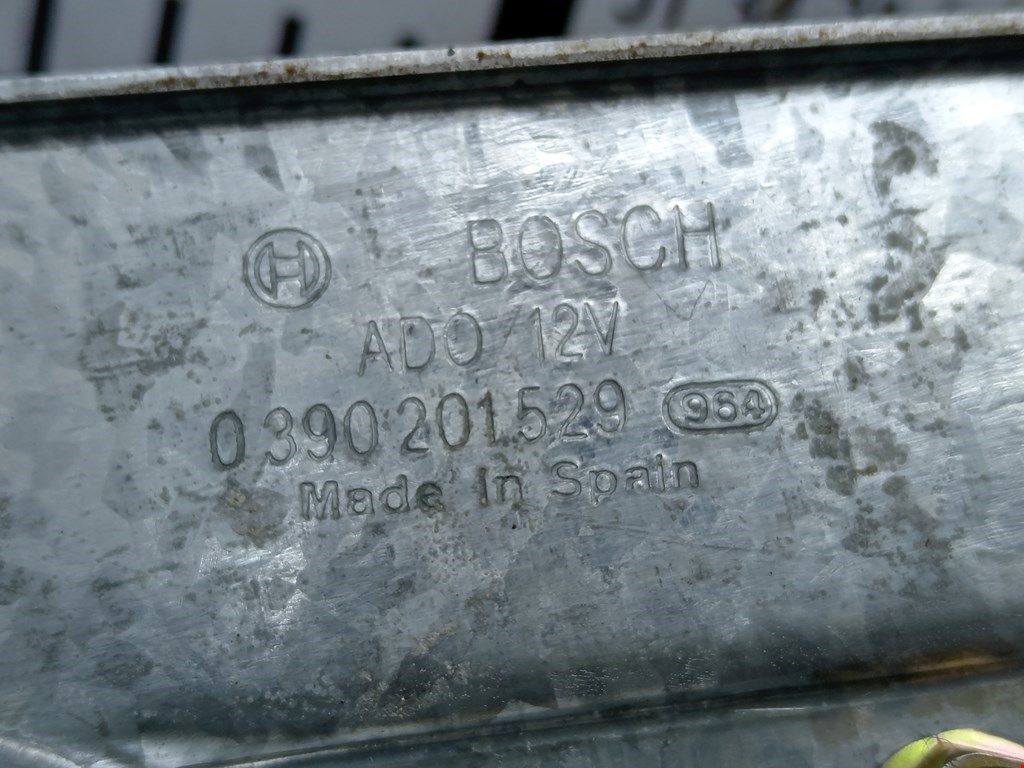 BOSCH
ADO 12V
0 390 201 529 964
Made in Spain